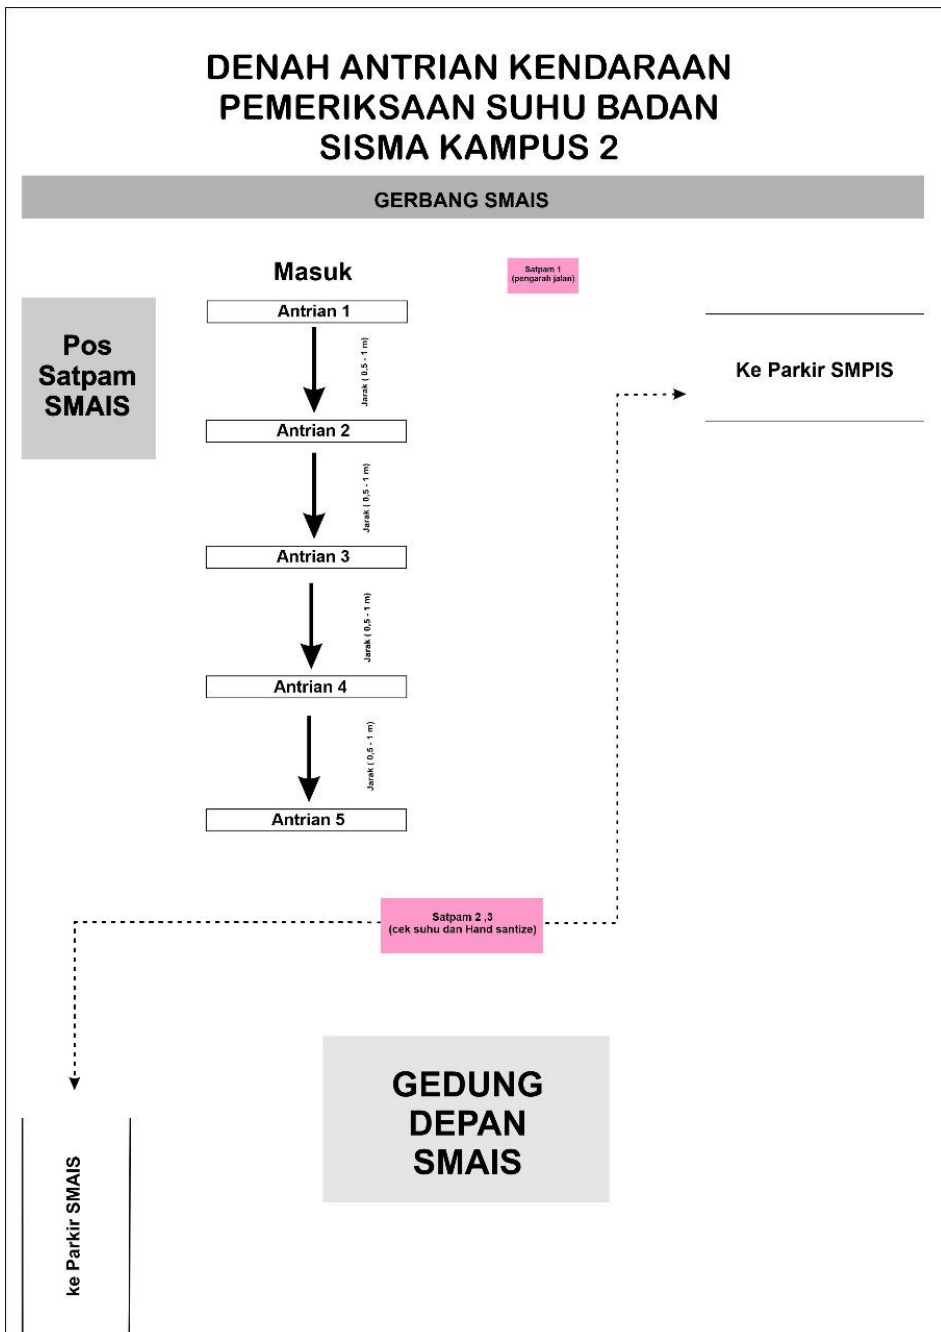 DENAH ANTRIAN KENDARAAN
PEMERIKSAAN SUHU BADAN
SISMA KAMPUS 2
GERBANG SMAIS
Masuk
Satpam 1
(pengarah jalan)
Antrian 1
Pos
Satpam
SMAIS
Jarak ( 0,5 - 1 m)
Ke Parkir SMPIS
Antrian 2
Jarak ( 0,5 - 1 m)
Antrian 3
Jarak ( 0,5 - 1 m)
Antrian 4
Jarak ( 0,5 - 1 m)
Antrian 5
Satpam 2 ,3
(cek suhu dan Hand santize)
GEDUNG
DEPAN
SMAIS
ke Parkir SMAIS